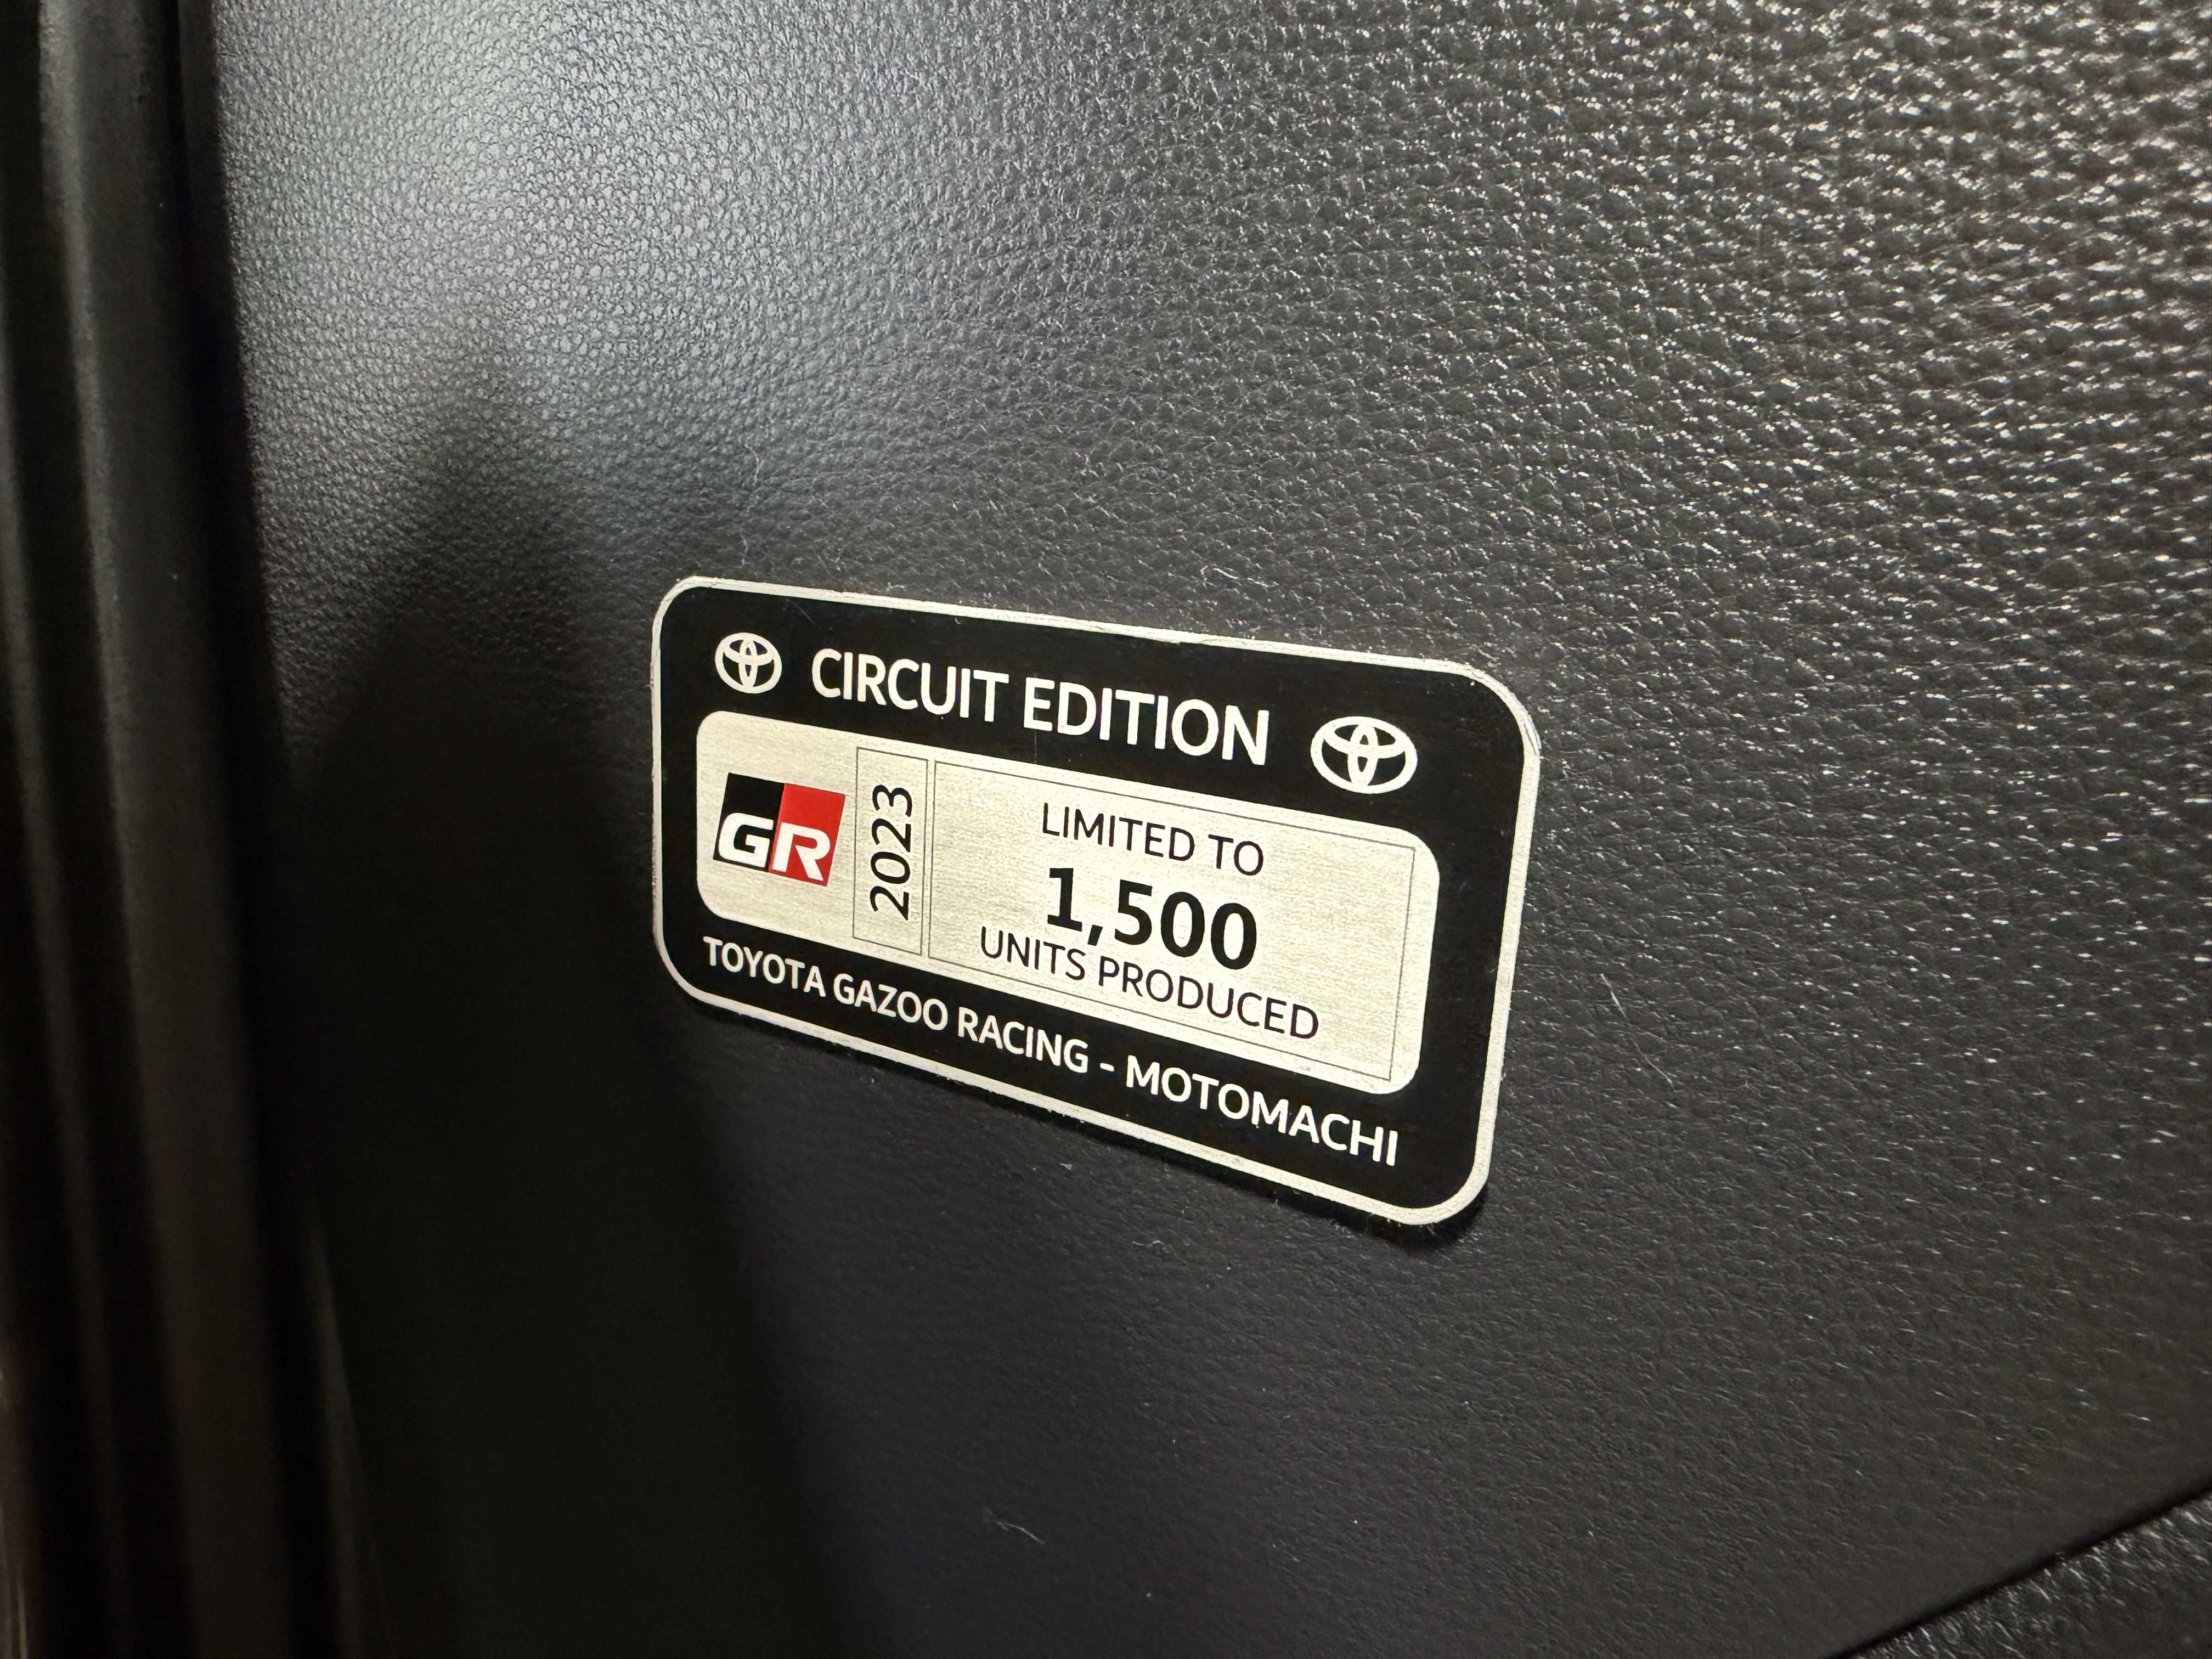 CIRCUIT EDITION
GR
2023
LIMITED TO
1,500
UNITS PRODUCED
TOYOTA GAZOO RACING - MOTOMACHI